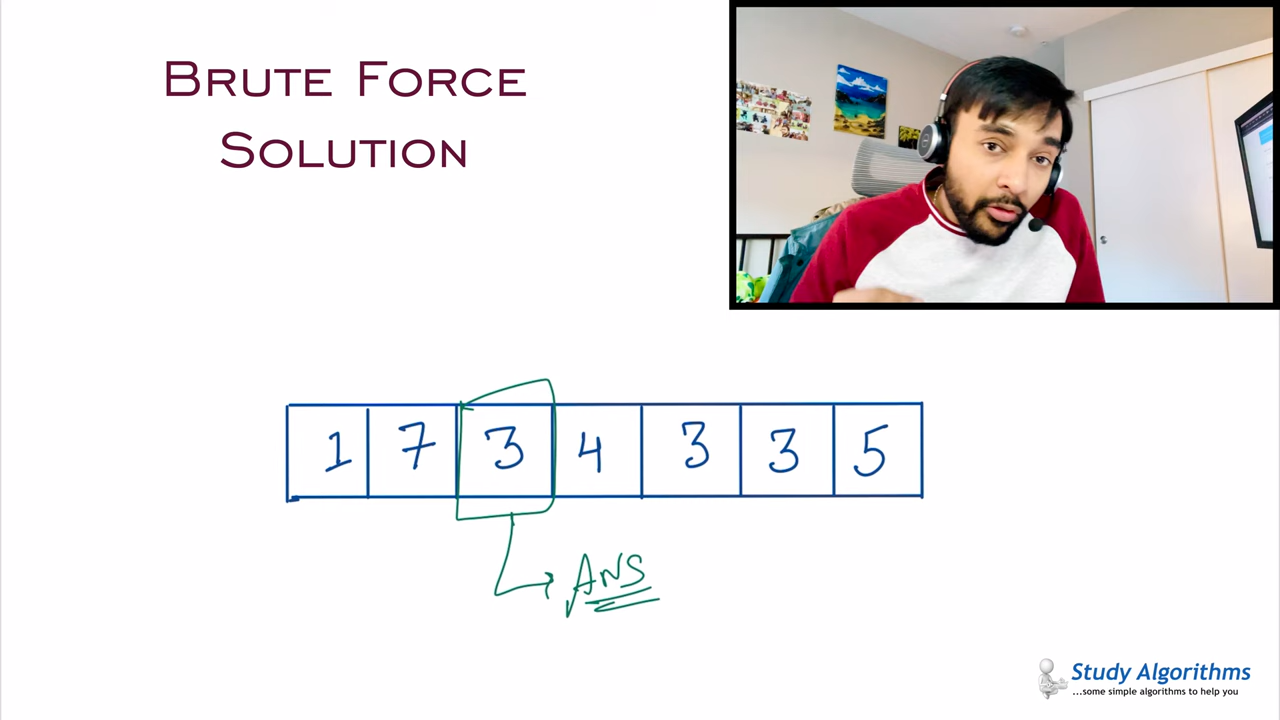 BRUTE FORCE
SOLUTION
1 7 3 4 3 3 5
ANS
Study Algorithms
...some simple algorithms to help you